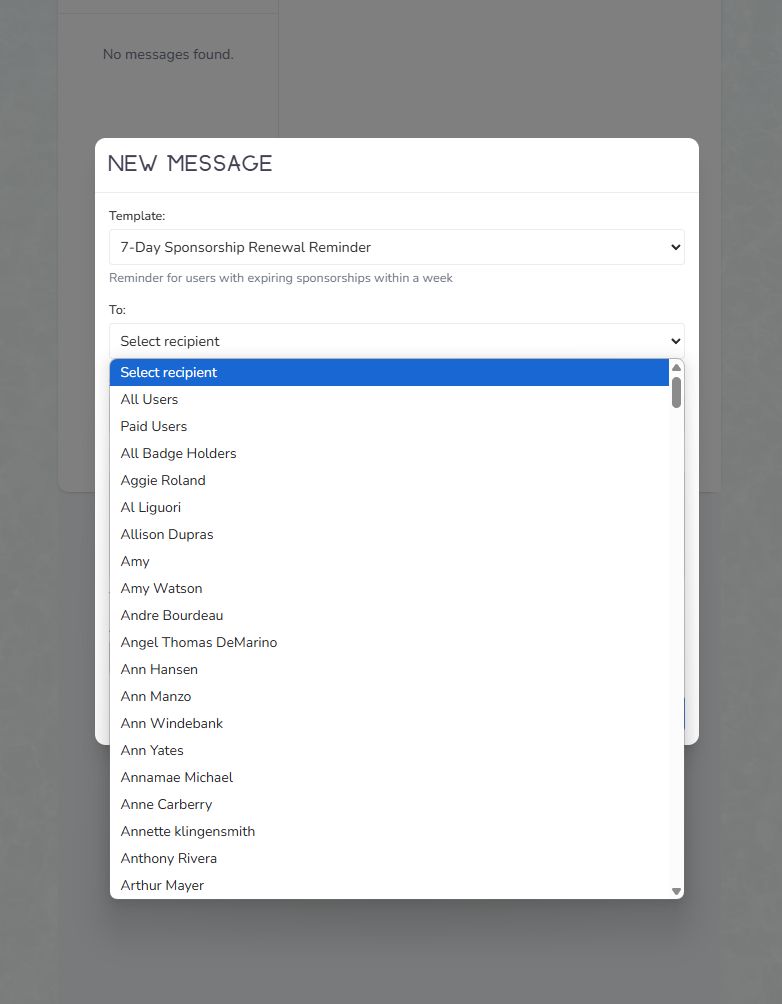 No messages found.
NEW MESSAGE
Template:
7-Day Sponsorship Renewal Reminder
Reminder for users with expiring sponsorships within a week
To:
Select recipient
Select recipient
All Users
Paid Users
All Badge Holders
Aggie Roland
Al Liguori
Allison Dupras
Amy
Amy Watson
Andre Bourdeau
Angel Thomas DeMarino
Ann Hansen
Ann Manzo
Ann Windebank
Ann Yates
Annamae Michael
Anne Carberry
Annette klingensmith
Anthony Rivera
Arthur Mayer